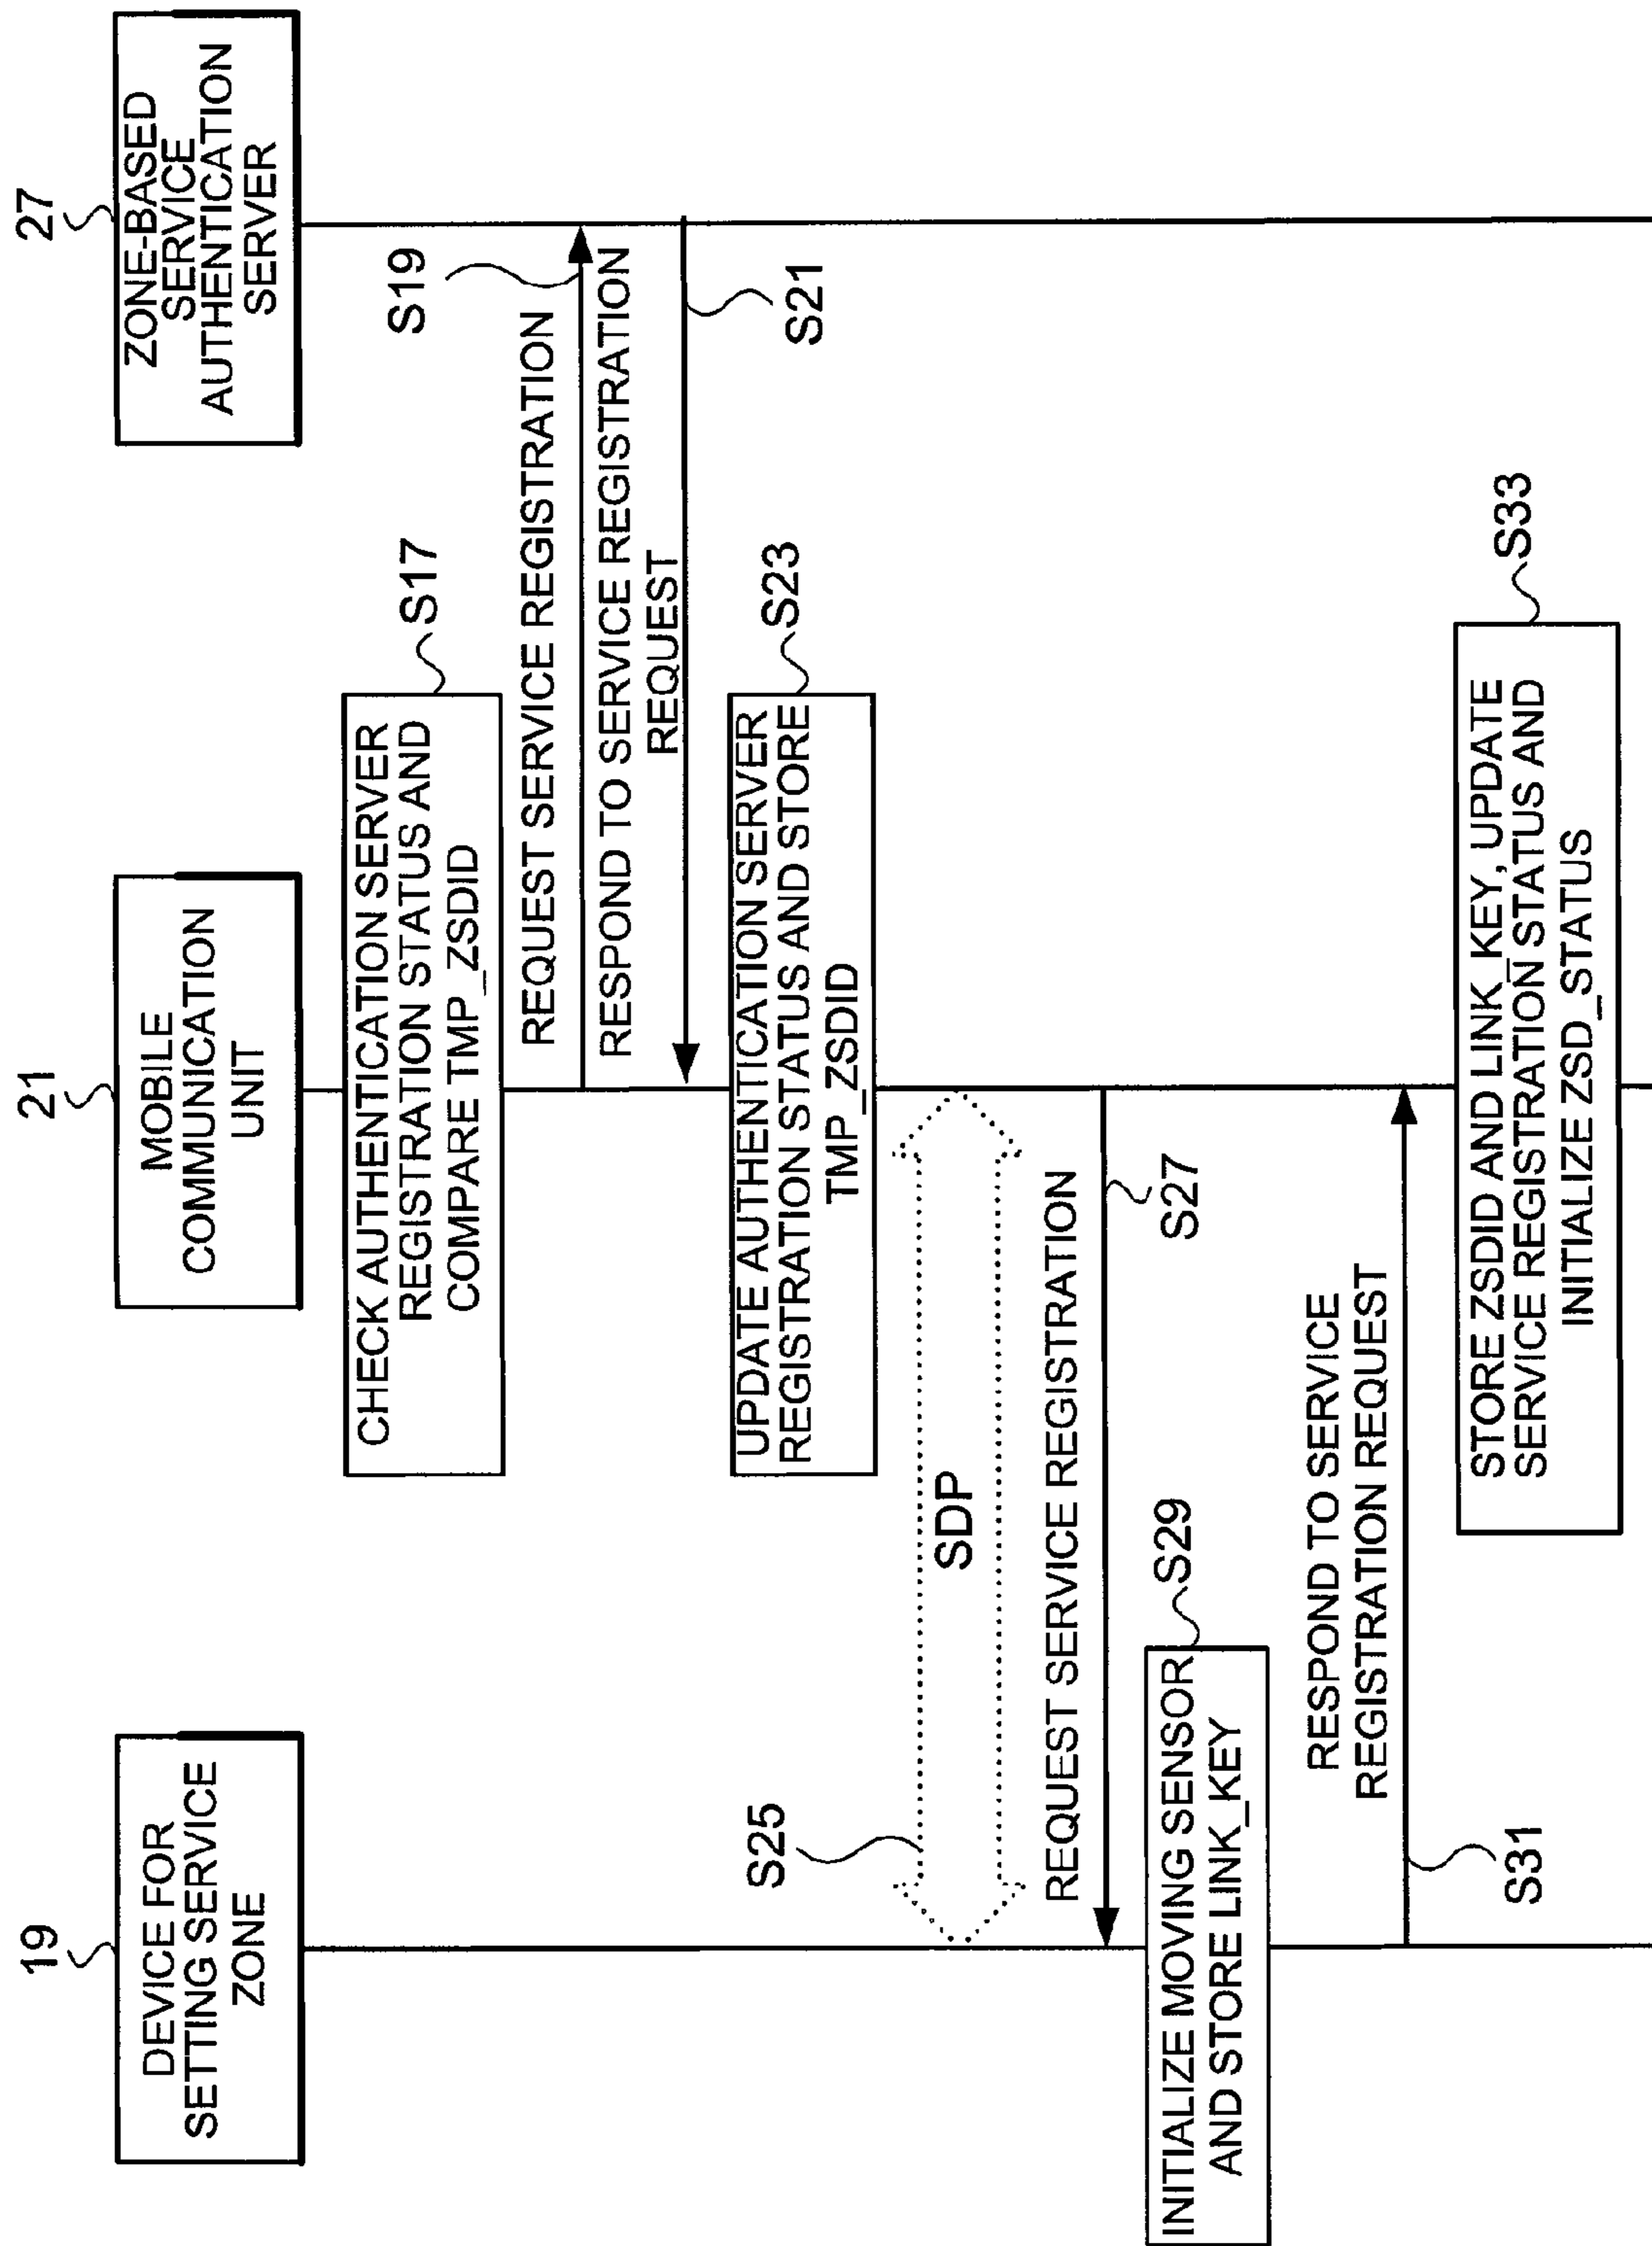 19
DEVICE FOR
SETTING SERVICE
ZONE
21
MOBILE
COMMUNICATION
UNIT
27
ZONE-BASED
SERVICE
AUTHENTICATION
SERVER
S17
CHECK AUTHENTICATION SERVER
REGISTRATION STATUS AND
COMPARE TMP_ZSDID
S19
REQUEST SERVICE REGISTRATION
RESPOND TO SERVICE REGISTRATION
REQUEST
S21
S23
UPDATE AUTHENTICATION SERVER
REGISTRATION STATUS AND STORE
TMP_ZSDID
S25
SDP
REQUEST SERVICE REGISTRATION
S27
S29
INITIALIZE MOVING SENSOR
AND STORE LINK_KEY
RESPOND TO SERVICE
REGISTRATION REQUEST
S31
S33
STORE ZSDID AND LINK_KEY, UPDATE
SERVICE REGISTRATION STATUS AND
INITIALIZE ZSD_STATUS